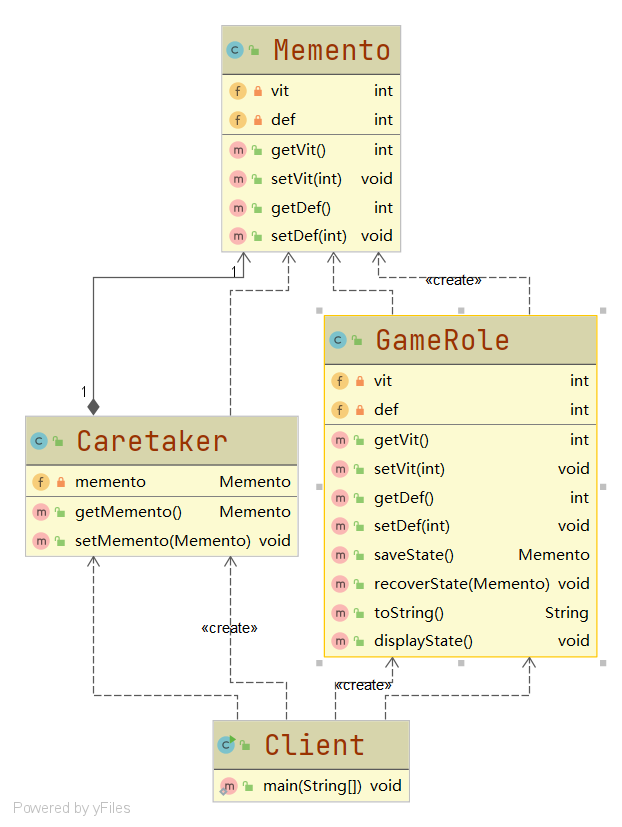 Memento
vit int
def int
getVit() int
setVit(int) void
getDef() int
setDef(int) void
1
«create»
GameRole
vit int
def int
getVit() int
setVit(int) void
getDef() int
setDef(int) void
saveState() Memento
recoverState(Memento) void
toString() String
displayState() void
1
Caretaker
memento Memento
getMemento() Memento
setMemento(Memento) void
«create»
«create»
Client
main(String[]) void
Powered by yFiles